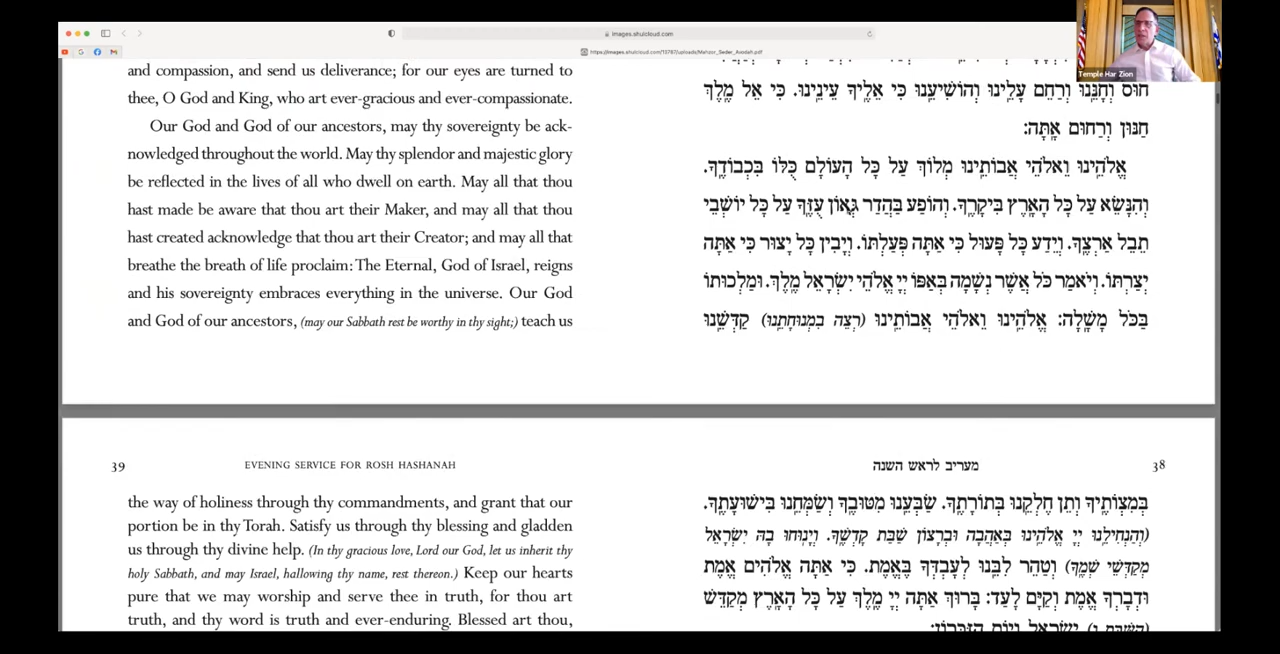 images.shulcloud.com
https://images.shulcloud.com/13787/uploads/Mahzor_Seder_Avodah.pdf
Temple Har Zion
and compassion, and send us deliverance; for our eyes are turned to
thee, O God and King, who art ever-gracious and ever-compassionate.
Our God and God of our ancestors, may thy sovereignty be ack-
nowledged throughout the world. May thy splendor and majestic glory
be reflected in the lives of all who dwell on earth. May all that thou
hast made be aware that thou art their Maker, and may all that thou
hast created acknowledge that thou art their Creator; and may all that
breathe the breath of life proclaim: The Eternal, God of Israel, reigns
and his sovereignty embraces everything in the universe. Our God
and God of our ancestors, (may our Sabbath rest be worthy in thy sight;) teach us
חוּס וְחָנֵּנוּ וְרַחֵם עָלֵינוּ וְהוֹשִׁיעֵנוּ כִּי אֵלֶיךָ עֵינֵינוּ. כִּי אֵל מֶלֶךְ
חַנּוּן וְרַחוּם אָתָּה:
אֱלֹהֵינוּ וֵאלֹהֵי אֲבוֹתֵינוּ מְלוֹךְ עַל כָּל הָעוֹלָם כֻּלּוֹ בִּכְבוֹדֶךָ.
וְהִנָּשֵׂא עַל כָּל הָאָרֶץ בִּיקָרֶךָ. וְהוֹפַע בַּהֲדַר גְּאוֹן עֻזֶּךָ עַל כָּל יוֹשְׁבֵי
תֵבֵל אַרְצֶךָ. וְיֵדַע כָּל פָּעוּל כִּי אַתָּה פְעַלְתּוֹ. וְיָבִין כָּל יָצוּר כִּי אַתָּה
יְצַרְתּוֹ. וְיֹאמַר כֹּל אֲשֶׁר נְשָׁמָה בְאַפּוֹ יְיָ אֱלֹהֵי יִשְׂרָאֵל מֶלֶךְ. וּמַלְכוּתוֹ
בַּכֹּל מָשָׁלָה: אֱלֹהֵינוּ וֵאלֹהֵי אֲבוֹתֵינוּ (רְצֵה בִמְנוּחָתֵנוּ) קַדְּשֵׁנוּ
39 EVENING SERVICE FOR ROSH HASHANAH
the way of holiness through thy commandments, and grant that our
portion be in thy Torah. Satisfy us through thy blessing and gladden
us through thy divine help. (In thy gracious love, Lord our God, let us inherit thy
holy Sabbath, and may Israel, hallowing thy name, rest thereon.) Keep our hearts
pure that we may worship and serve thee in truth, for thou art
truth, and thy word is truth and ever-enduring. Blessed art thou,
מעריב לראש השנה 38
בְּמִצְוֹתֶיךָ וְתֵן חֶלְקֵנוּ בְּתוֹרָתֶךָ. שַׂבְּעֵנוּ מִטּוּבֶךָ וְשַׂמְּחֵנוּ בִּישׁוּעָתֶךָ.
(וְהַנְחִילֵנוּ יְיָ אֱלֹהֵינוּ בְּאַהֲבָה וּבְרָצוֹן שַׁבַּת קָדְשֶׁךָ. וְיָנוּחוּ בָהּ יִשְׂרָאֵל
מְקַדְּשֵׁי שְׁמֶךָ) וְטַהֵר לִבֵּנוּ לְעָבְדְּךָ בֶּאֱמֶת. כִּי אַתָּה אֱלֹהִים אֱמֶת
וּדְבָרְךָ אֱמֶת וְקַיָּם לָעַד: בָּרוּךְ אַתָּה יְיָ מֶלֶךְ עַל כָּל הָאָרֶץ מְקַדֵּשׁ
(הַשַּׁבָּת וְ) יִשְׂרָאֵל וְיוֹם הַזִּכָּרוֹן: